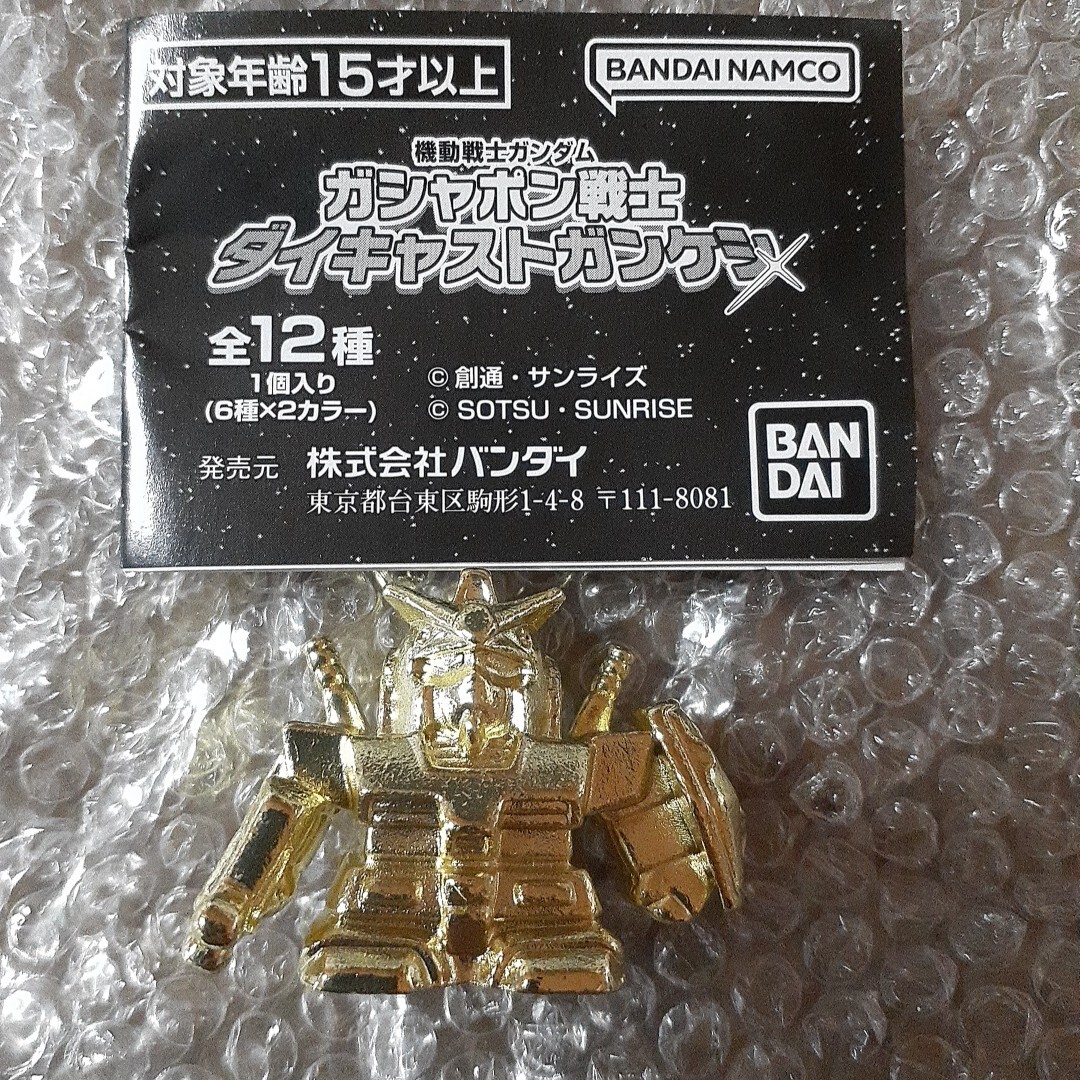 対象年齢15才以上
BANDAI NAMCO
機動戦士ガンダム
ガシャポン戦士
ダイキャストガンケシ
全12種
1個入り
(6種×2カラー)
© 創通・サンライズ
© SOTSU・SUNRISE
発売元 株式会社バンダイ
東京都台東区駒形1-4-8 〒111-8081
BAN
DAI